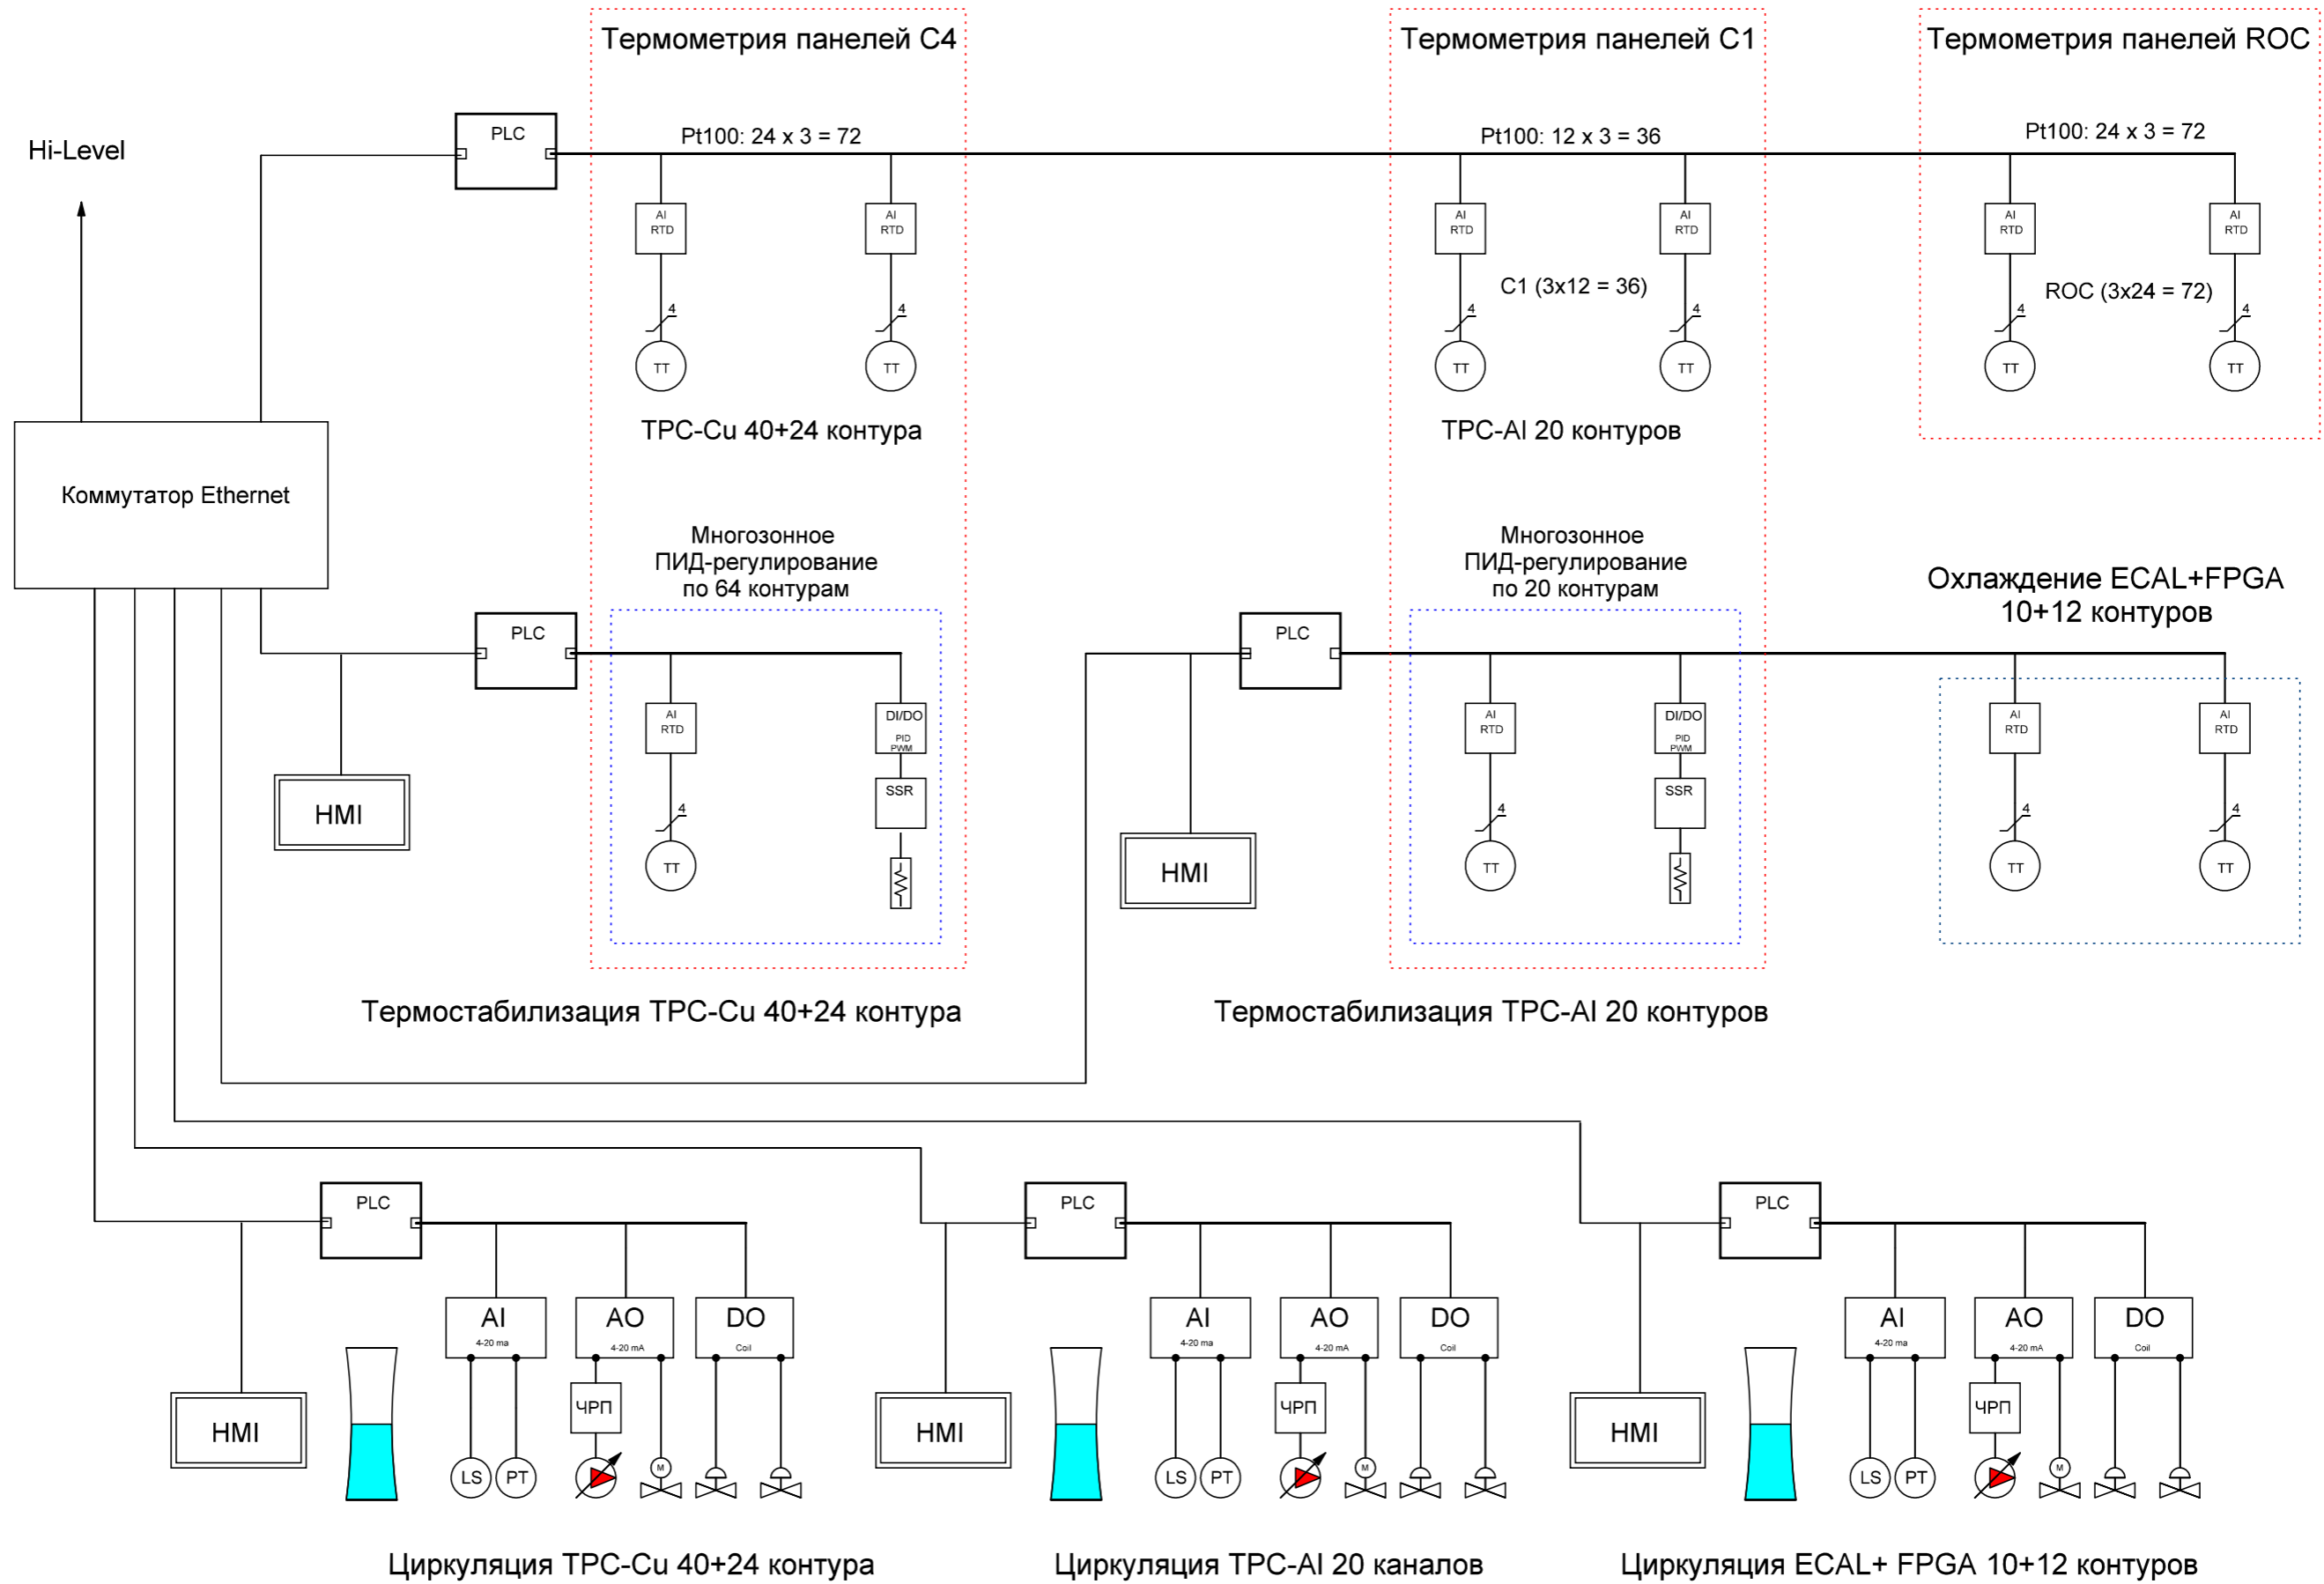 Термометрия панелей С4
Термометрия панелей С1
Термометрия панелей ROC
Hi-Level
PLC
Pt100: 24 x 3 = 72
Pt100: 12 x 3 = 36
Pt100: 24 x 3 = 72
AI
RTD
AI
RTD
AI
RTD
AI
RTD
AI
RTD
AI
RTD
C1 (3x12 = 36)
ROC (3x24 = 72)
4
4
4
4
4
4
TT
TT
TT
TT
TT
TT
TPC-Cu 40+24 контура
TPC-Al 20 контуров
Коммутатор Ethernet
Многозонное
ПИД-регулирование
по 64 контурам
Многозонное
ПИД-регулирование
по 20 контурам
Охлаждение ECAL+FPGA
10+12 контуров
PLC
PLC
AI
RTD
DI/DO
PID
PWM
AI
RTD
DI/DO
PID
PWM
AI
RTD
AI
RTD
SSR
SSR
HMI
4
4
4
4
HMI
TT
TT
TT
TT
Термостабилизация TPC-Cu 40+24 контура
Термостабилизация TPC-Al 20 контуров
PLC
PLC
PLC
AI
4-20 ma
AO
4-20 mA
DO
Coil
AI
4-20 ma
AO
4-20 mA
DO
Coil
AI
4-20 ma
AO
4-20 mA
DO
Coil
ЧРП
ЧРП
ЧРП
HMI
LS
PT
M
HMI
LS
PT
M
HMI
LS
PT
M
Циркуляция TPC-Cu 40+24 контура
Циркуляция TPC-Al 20 каналов
Циркуляция ECAL+ FPGA 10+12 контуров